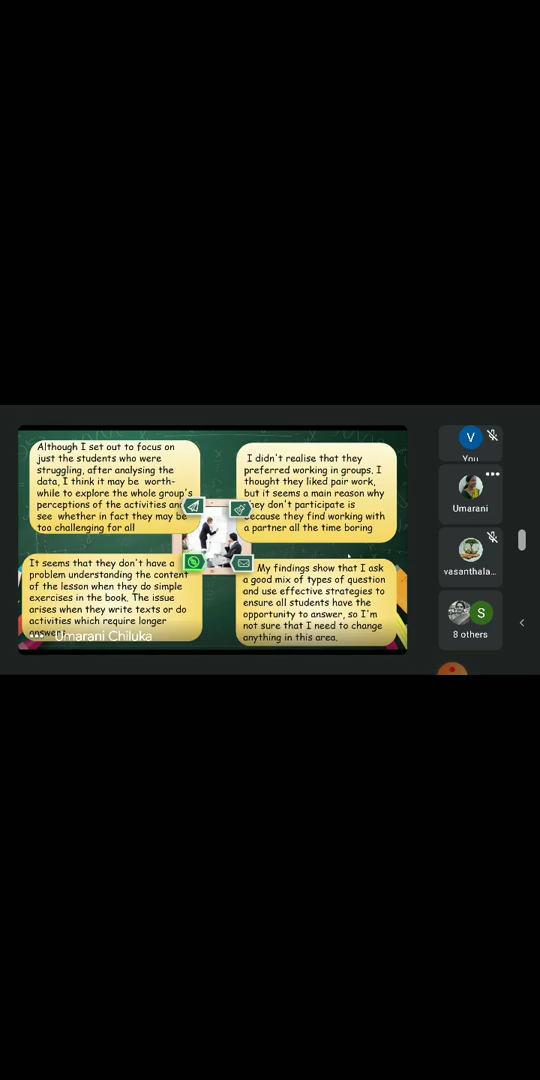 Although I set out to focus on
just the students who were
struggling, after analysing the
data, I think it may be worth-
while to explore the whole group's
perceptions of the activities and
see whether in fact they may be
too challenging for all
I didn't realise that they
preferred working in groups. I
thought they liked pair work,
but it seems a main reason why
they don't participate is
because they find working with
a partner all the time boring
It seems that they don't have a
problem understanding the content
of the lesson when they do simple
exercises in the book. The issue
arises when they write texts or do
activities which require longer
answers.
My findings show that I ask
a good mix of types of question
and use effective strategies to
ensure all students have the
opportunity to answer, so I'm
not sure that I need to change
anything in this area.
Umarani Chiluka
V
You
Umarani
vasanthala...
S
8 others